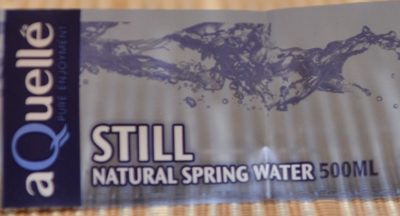 aQuellé
PURE ENJOYMENT
STILL
NATURAL SPRING WATER 500ML